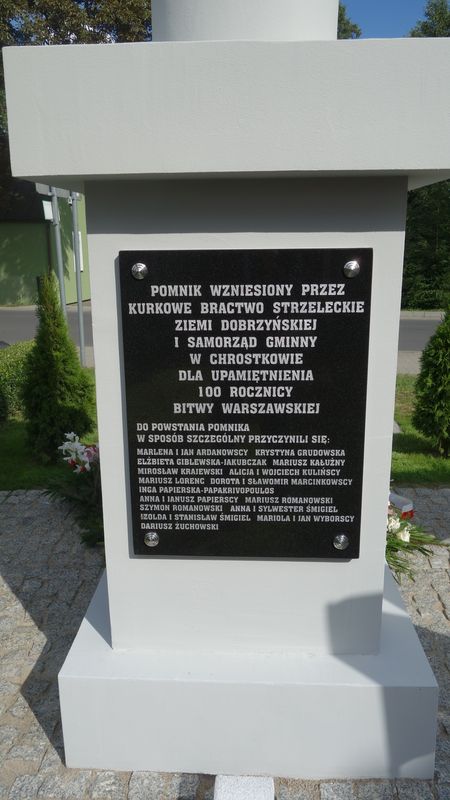 POMNIK WZNIESIONY PRZEZ
KURKOWE BRACTWO STRZELECKIE
ZIEMI DOBRZYŃSKIEJ
I SAMORZĄD GMINNY
W CHROSTKOWIE
DLA UPAMIĘTNIENIA
100 ROCZNICY
BITWY WARSZAWSKIEJ
DO POWSTANIA POMNIKA
W SPOSÓB SZCZEGÓLNY PRZYCZYNILI SIĘ:
MARLENA I JAN ARDANOWSCY KRYSTYNA GRUDOWSKA
ELŻBIETA GIBLEWSKA-JAKUBCZAK MARIUSZ KAŁUŻNY
MIROSŁAW KRAJEWSKI ALICJA I WOJCIECH KULIŃSCY
MARIUSZ LORENC DOROTA I SŁAWOMIR MARCINKOWSCY
INGA PAPIERSKA-PAPAKRIVOPOULOS
ANNA I JANUSZ PAPIERSCY MARIUSZ ROMANOWSKI
SZYMON ROMANOWSKI ANNA I SYLWESTER ŚMIGIEL
IZOLDA I STANISŁAW ŚMIGIEL MARIOLA I JAN WYBORSCY
DARIUSZ ŻUCHOWSKI